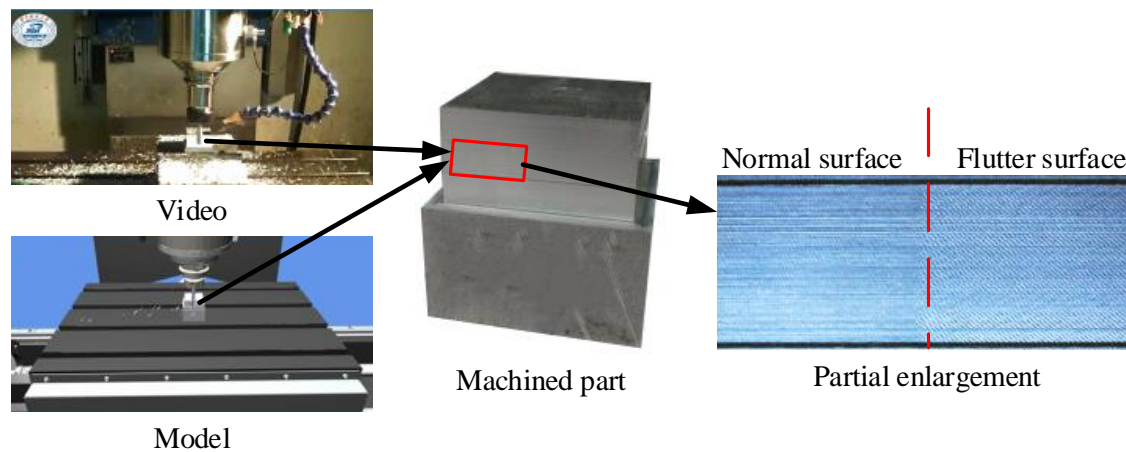 Normal surface
Flutter surface
Video
Machined part
Partial enlargement
Model